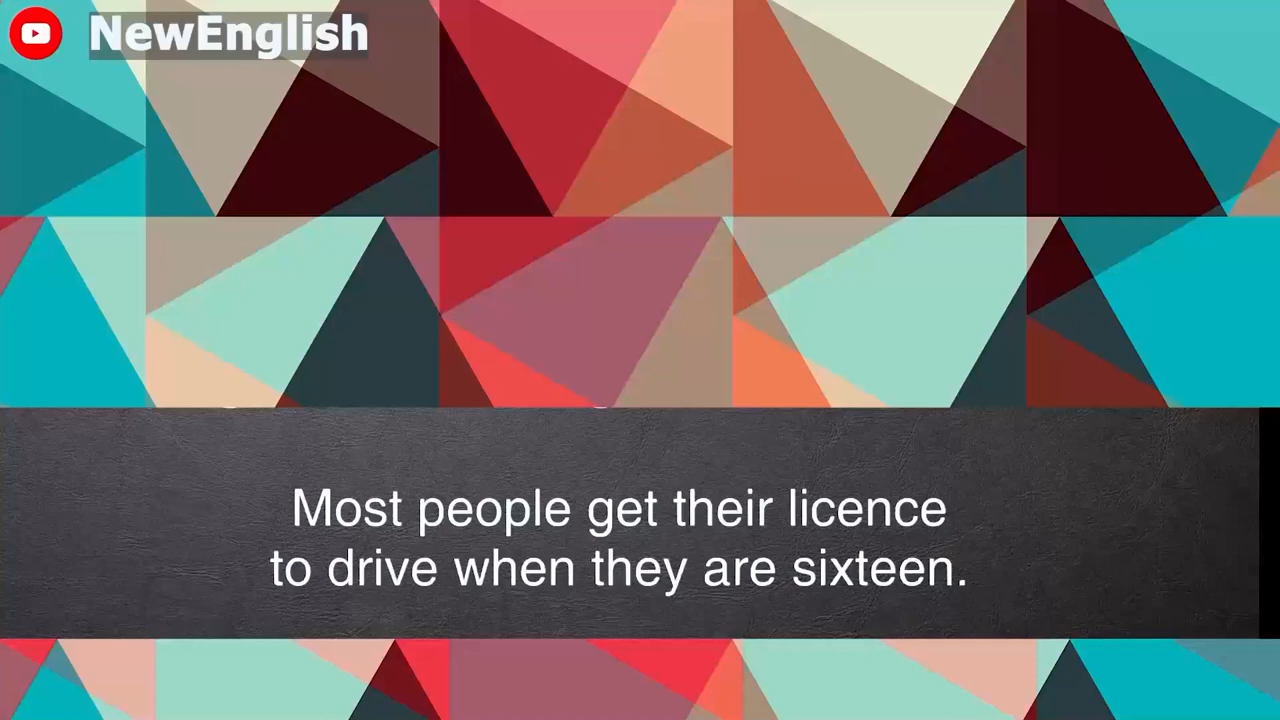 NewEnglish
Most people get their licence
to drive when they are sixteen.